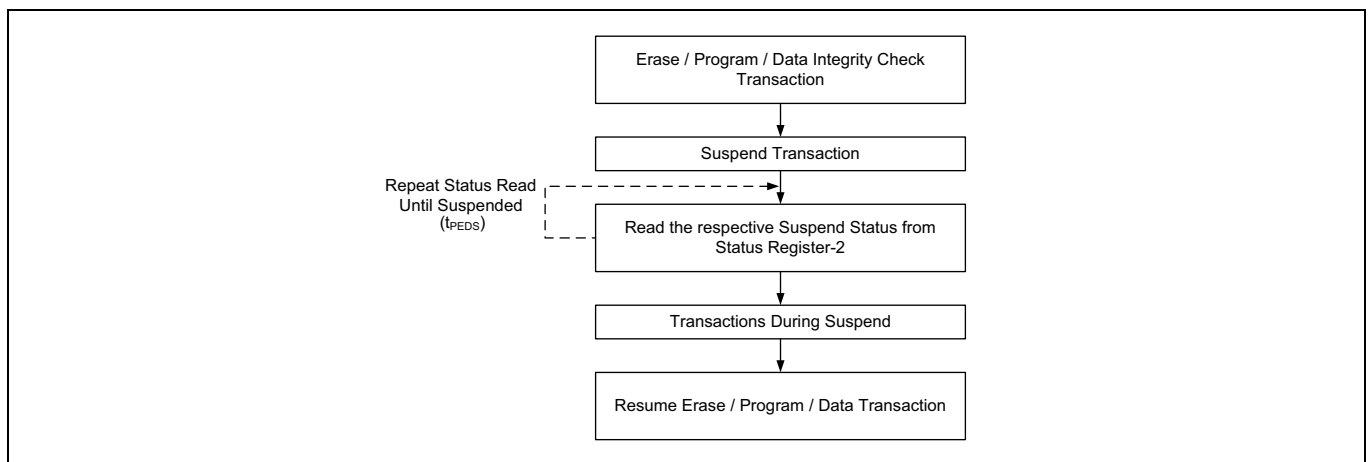 Erase / Program / Data Integrity Check
Transaction
Suspend Transaction
Repeat Status Read
Until Suspended
(tPEDS)
Read the respective Suspend Status from
Status Register-2
Transactions During Suspend
Resume Erase / Program / Data Transaction